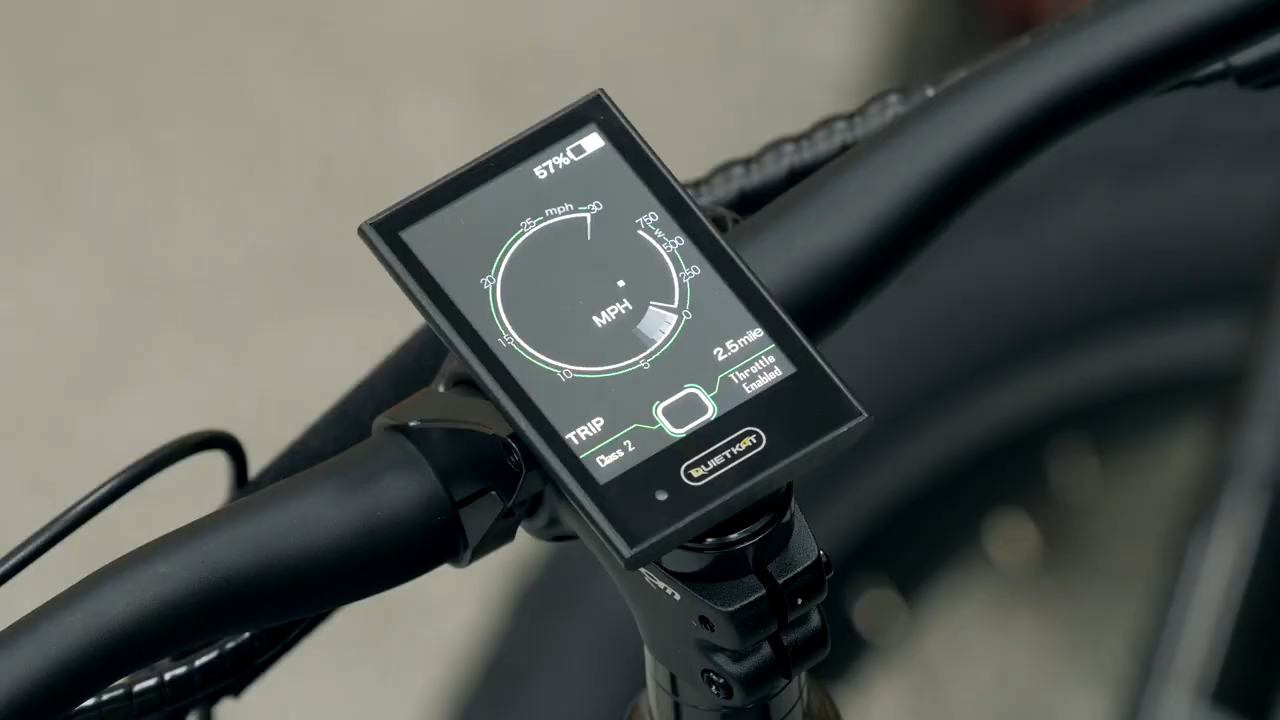 57%
mph
30
25
20
15
10
5
0
250
500
750
w
MPH
2.5mile
TRIP
Throttle
Enabled
Class 2
QUIETKAT